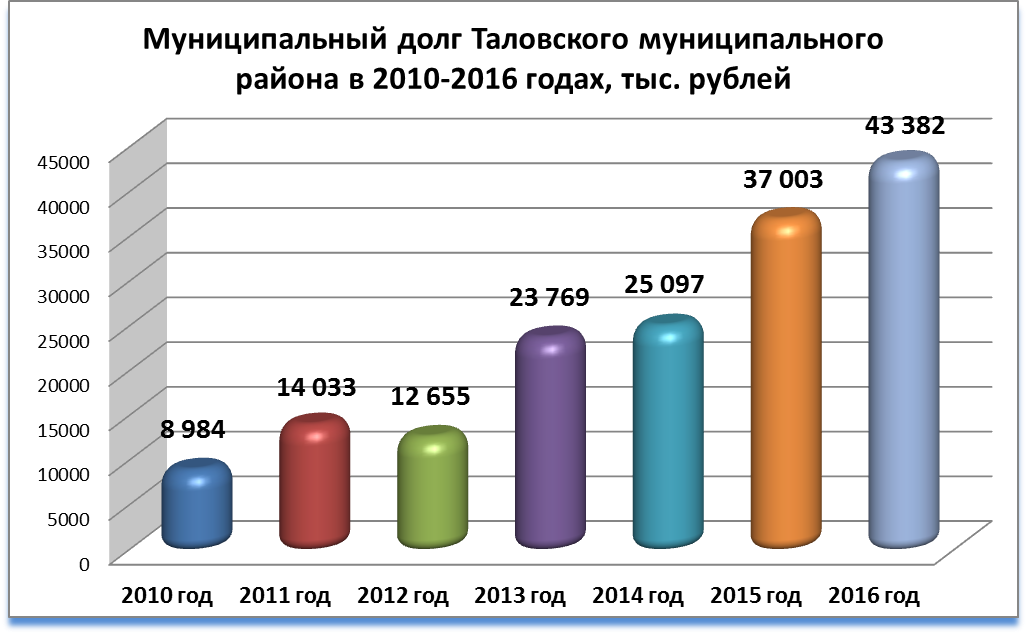 Муниципальный долг Таловского муниципального
района в 2010-2016 годах, тыс. рублей
45000
40000
35000
30000
25000
20000
15000
10000
5000
0
8 984
14 033
12 655
23 769
25 097
37 003
43 382
2010 год
2011 год
2012 год
2013 год
2014 год
2015 год
2016 год